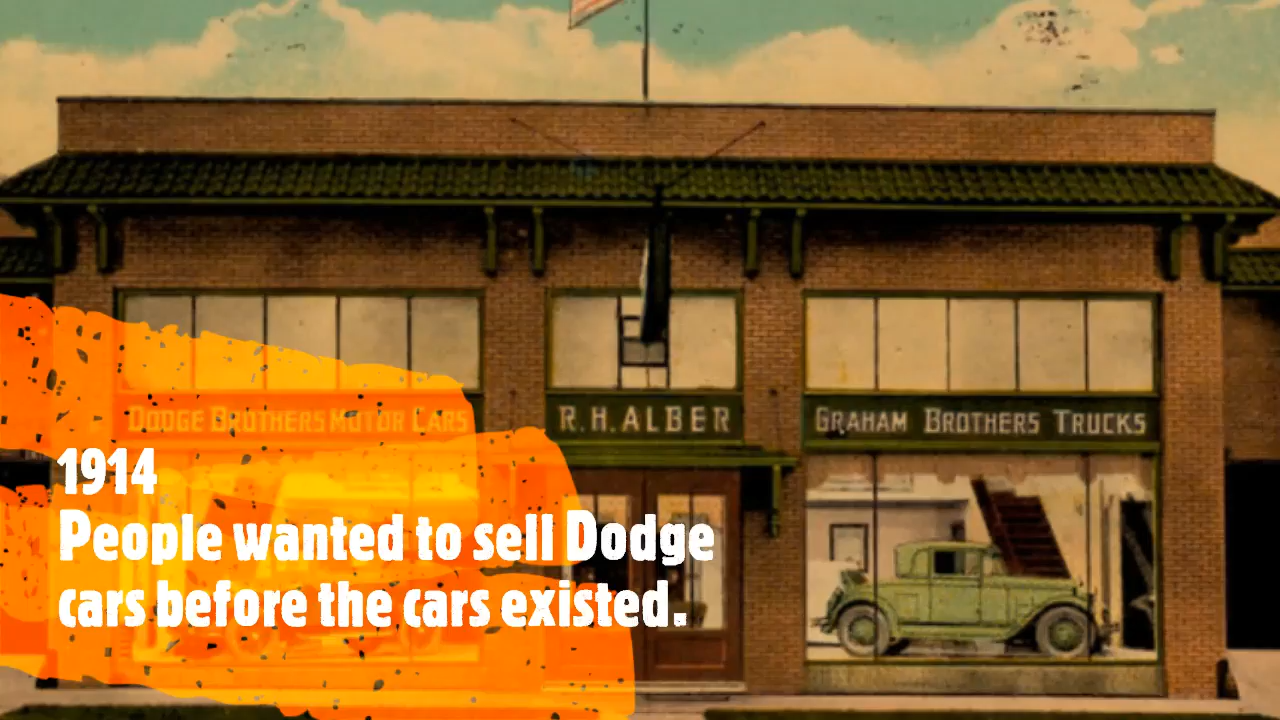 DODGE BROTHERS MOTOR CARS
R.H. ALBER
GRAHAM BROTHERS TRUCKS
1914
People wanted to sell Dodge
cars before the cars existed.